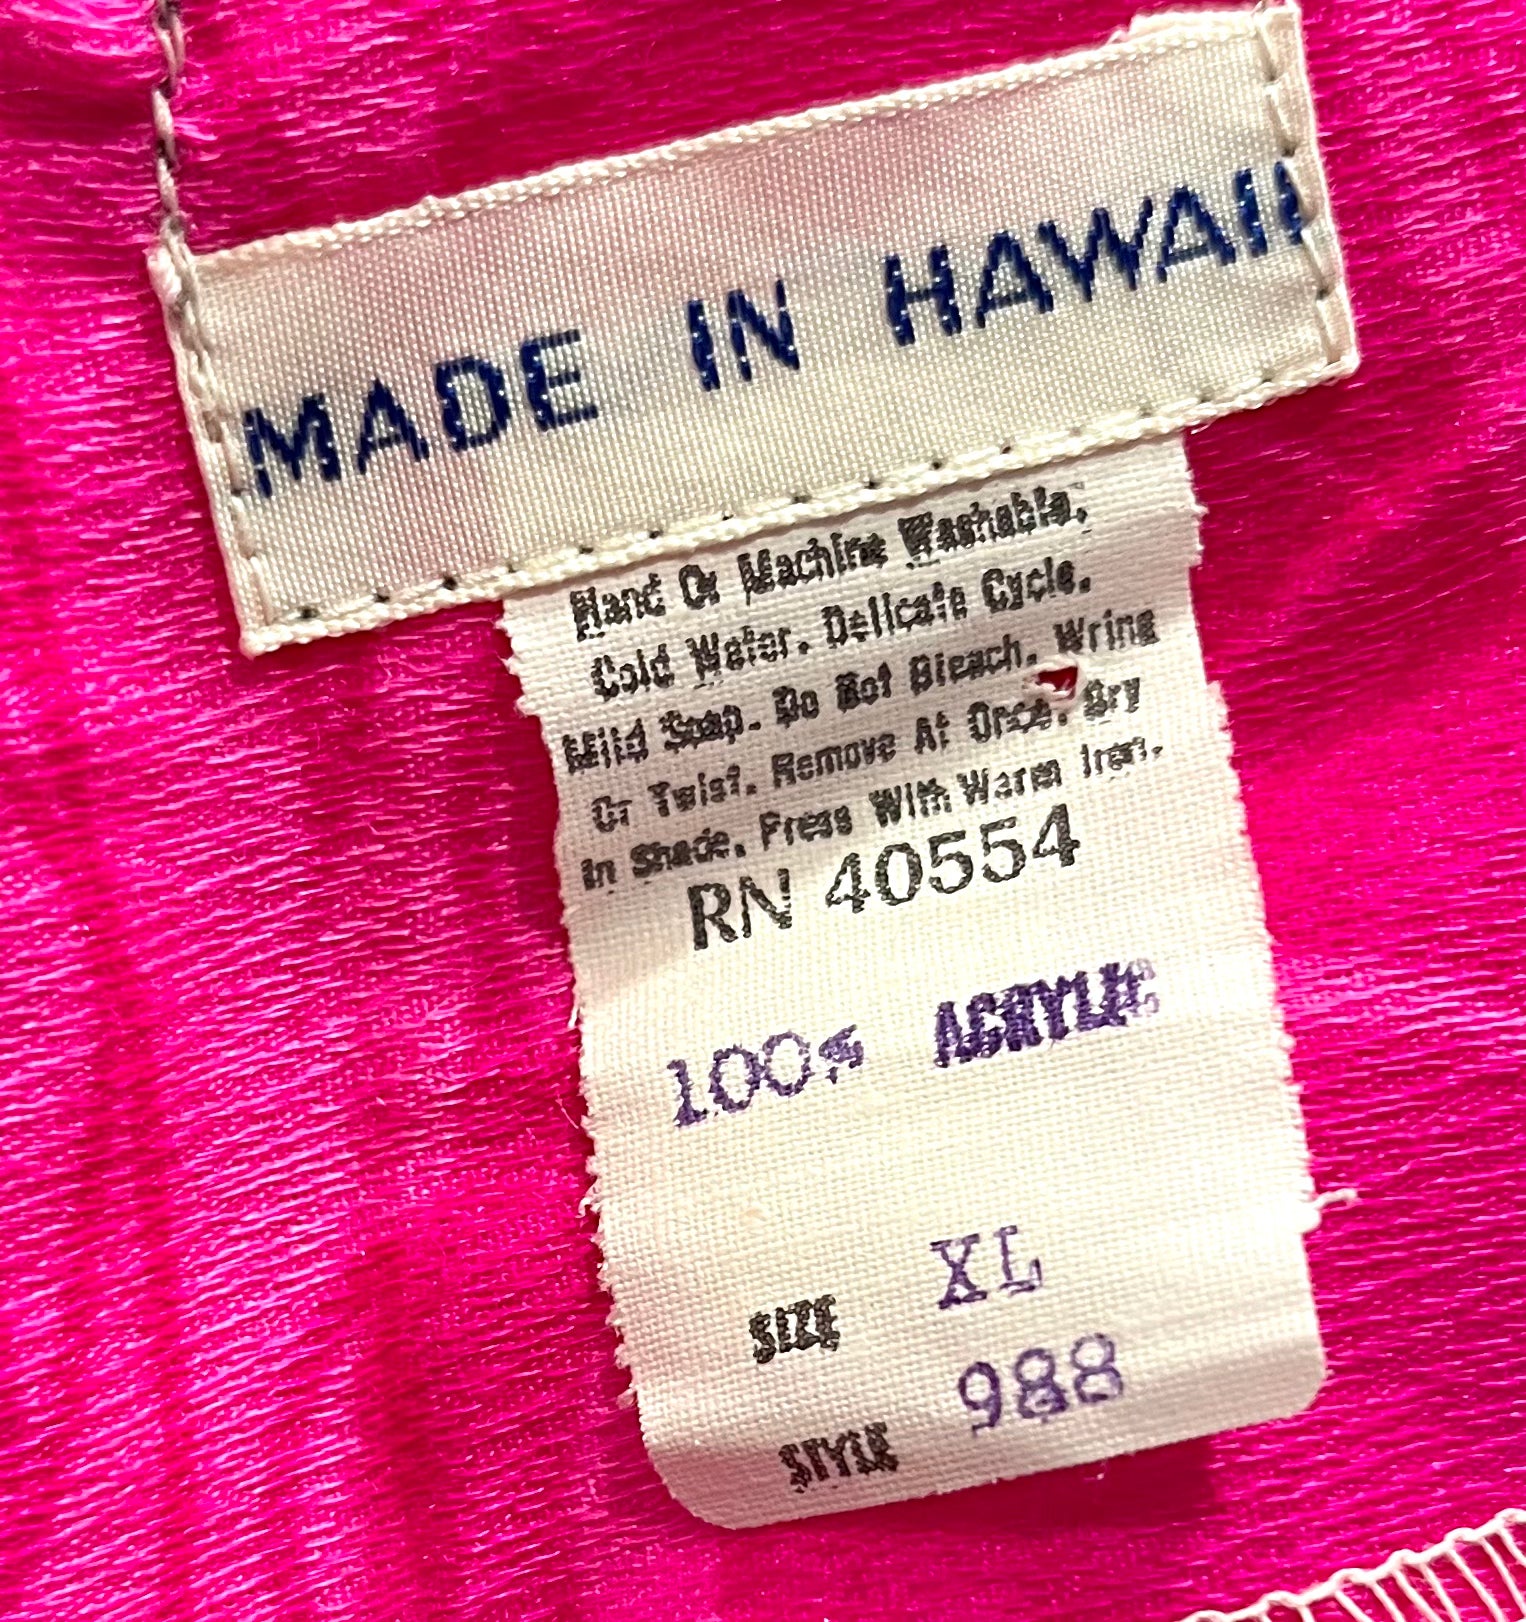 MADE IN HAWAII
Hand Or Machine Washable,
Cold Water. Delicate Cycle.
Mild Soap. Do Not Bleach. Wring
Or Twist. Remove At Once. Dry
In Shade. Press With Warm Iron.
RN 40554
100% ACRYLIC
SIZE XL
STYLE 988